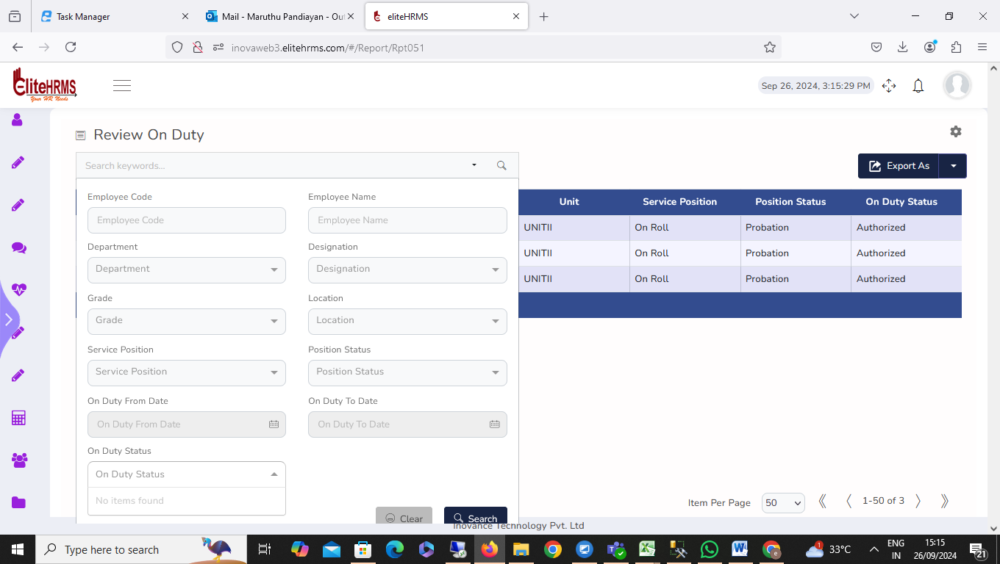 Task Manager
Mail - Maruthu Pandiayan - Out
eliteHRMS
inovaweb3.elitehrms.com/#/Report/Rpt051
EliteHRMS
Your HR Needs
Sep 26, 2024, 3:15:29 PM
Review On Duty
Search keywords...
Export As
Employee Code
Employee Name
Employee Code
Employee Name
Department
Designation
Department
Designation
Grade
Location
Grade
Location
Service Position
Position Status
Service Position
Position Status
On Duty From Date
On Duty To Date
On Duty From Date
On Duty To Date
On Duty Status
On Duty Status
No items found
Clear
Search
Unit Service Position Position Status On Duty Status
UNITII On Roll Probation Authorized
UNITII On Roll Probation Authorized
UNITII On Roll Probation Authorized
Item Per Page 50 1-50 of 3
Inovance Technology Pvt. Ltd
Type here to search
1
33°C
ENG
IN
15:15
26/09/2024
21